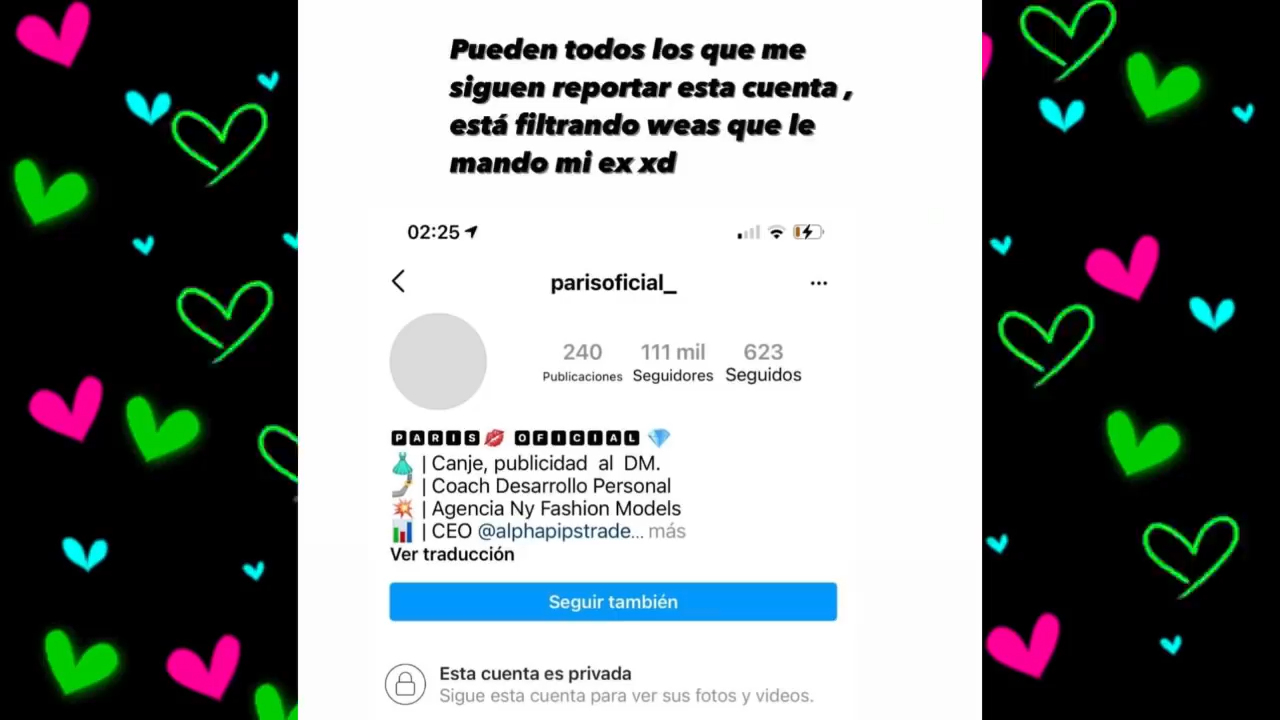 Pueden todos los que me
siguen reportar esta cuenta ,
está filtrando weas que le
mando mi ex xd
02:25
parisoficial_
240 111 mil 623
Publicaciones Seguidores Seguidos
PARIS💋 OFICIAL 💎
👗 | Canje, publicidad al DM.
🤳 | Coach Desarrollo Personal
💥 | Agencia Ny Fashion Models
📊 | CEO @alphapipstrade... más
Ver traducción
Seguir también
Esta cuenta es privada
Sigue esta cuenta para ver sus fotos y videos.